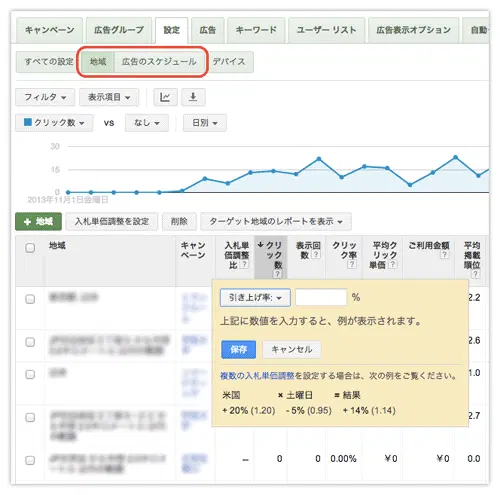 キャンペーン 広告グループ 設定 広告 キーワード ユーザー リスト 広告表示オプション 自動
すべての設定 地域 広告のスケジュール デバイス
フィルタ 表示項目
クリック数 vs なし 日別
30
15
0
2013年11月1日金曜日
+ 地域 入札単価調整を設定 削除 ターゲット地域のレポートを表示
地域 キャンペーン 入札単価調整比 ? ↓ クリック数 ? 表示回数 ? クリック率 ? 平均クリック単価 ? ご利用金額 ? 平均掲載順位 ?
引き上げ率: %
2.2
上記に数値を入力すると、例が表示されます。
保存 キャンセル
2.6
複数の入札単価調整を設定する場合は、次の例をご覧ください。
1.0
米国 × 土曜日 = 結果
+ 20% (1.20) - 5% (0.95) + 14% (1.14)
2.7
-- 0 0 0.00% ¥0 ¥0 0.0